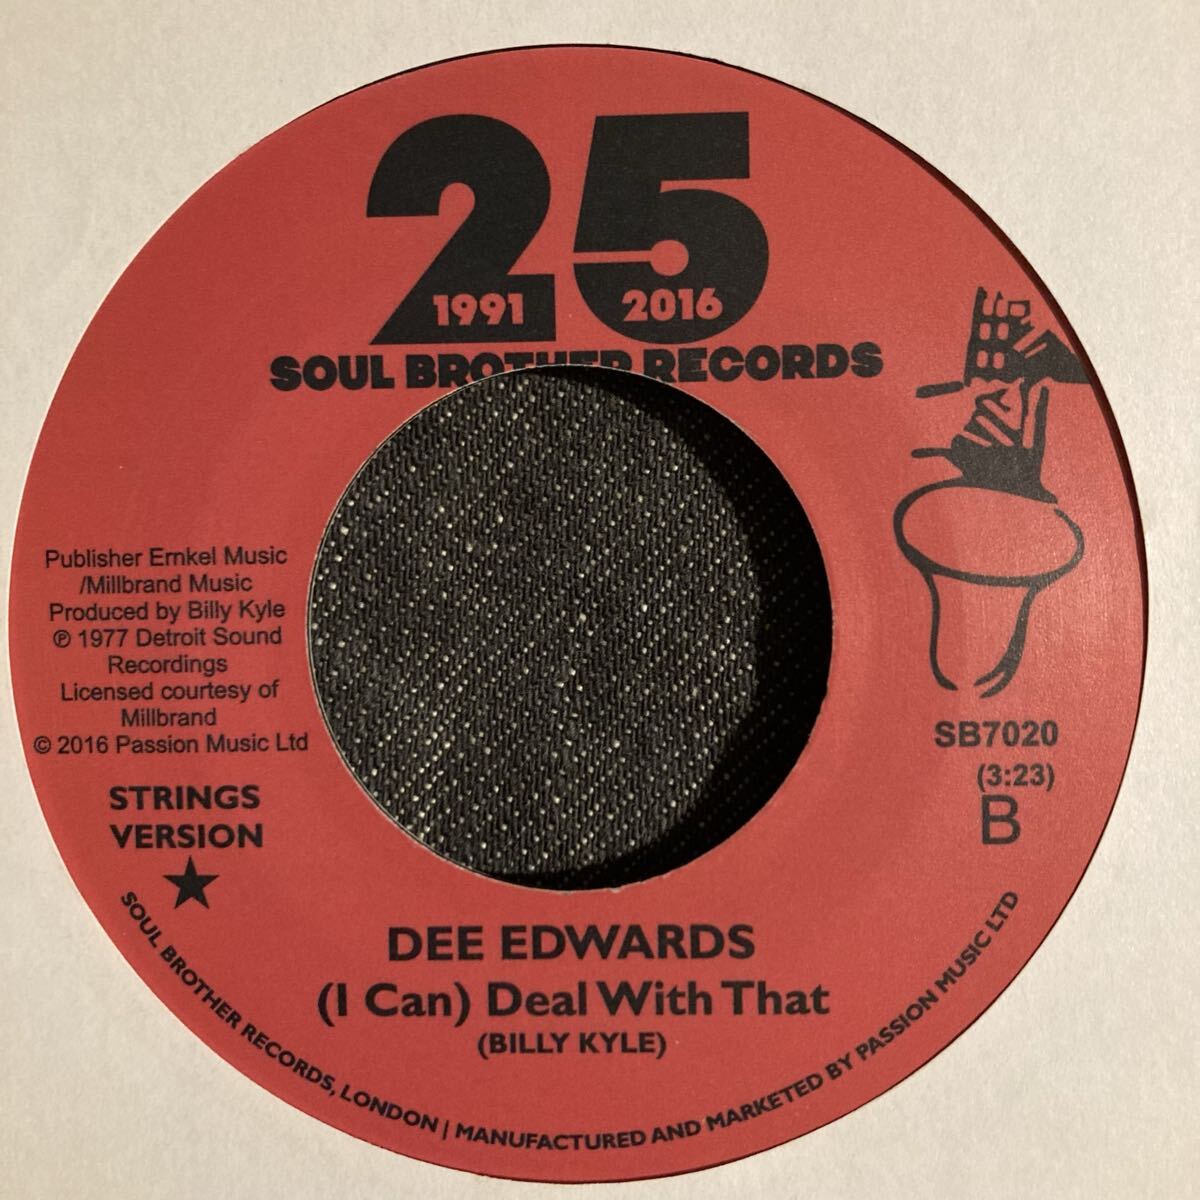 25
1991
2016
SOUL BROTHER RECORDS
Publisher Ernkel Music
/Millbrand Music
Produced by Billy Kyle
℗ 1977 Detroit Sound
Recordings
Licensed courtesy of
Millbrand
© 2016 Passion Music Ltd
STRINGS
VERSION
SB7020
(3:23)
B
DEE EDWARDS
(I Can) Deal With That
(BILLY KYLE)
SOUL BROTHER RECORDS, LONDON | MANUFACTURED AND MARKETED BY PASSION MUSIC LTD